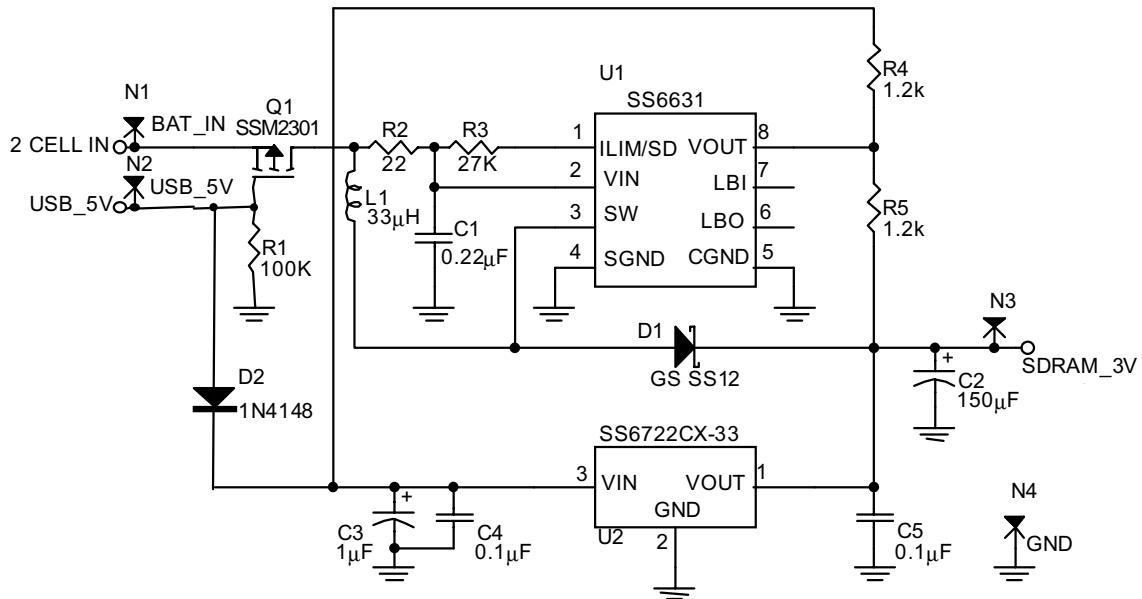 U1
SS6631
R4
1.2k
N1
BAT_IN
Q1
SSM2301
2 CELL IN
R2
22
R3
27K
1
ILIM/SD
VOUT
8
2
VIN
LBI
7
3
SW
LBO
6
4
SGND
CGND
5
N2
USB_5V
USB_5V
L1
33μH
R1
100K
C1
0.22μF
R5
1.2k
N3
D1
GS SS12
SDRAM_3V
+
C2
150μF
D2
1N4148
SS6722CX-33
3
VIN
VOUT
1
GND
U2
2
+
C3
1μF
C4
0.1μF
C5
0.1μF
N4
GND